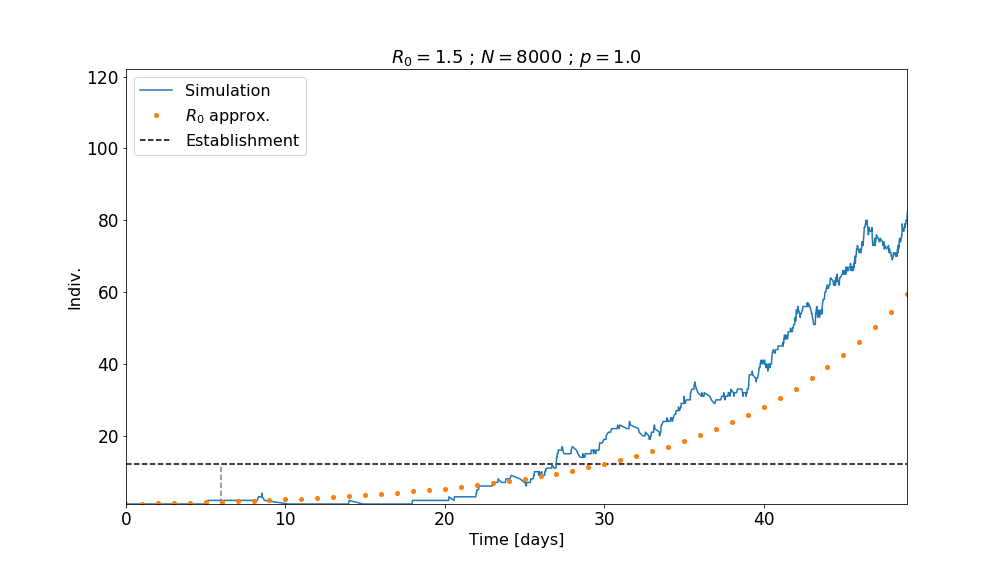 R₀ = 1.5 ; N = 8000 ; p = 1.0
Simulation
R₀ approx.
Establishment
120
100
80
60
40
20
Indiv.
0 10 20 30 40
Time [days]